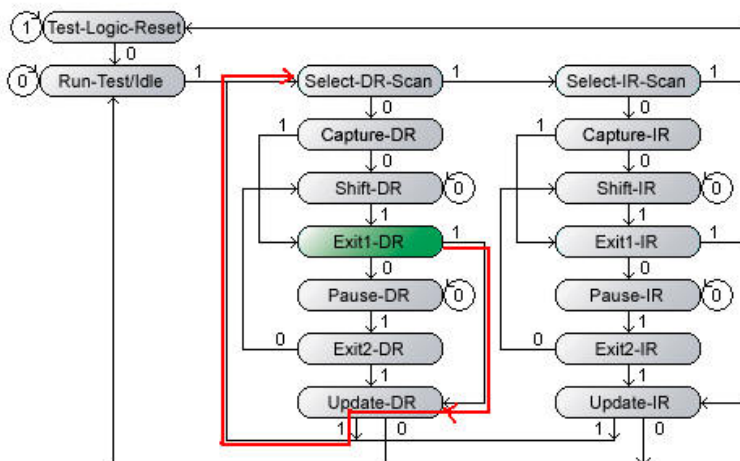 1 Test-Logic-Reset
0
0 Run-Test/Idle 1 Select-DR-Scan 1 Select-IR-Scan 1
0 0
1 Capture-DR 1 Capture-IR
0 0
Shift-DR 0 Shift-IR 0
1 1
Exit1-DR 1 Exit1-IR 1
0 0
Pause-DR 0 Pause-IR 0
1 1
0 Exit2-DR 0 Exit2-IR
1 1
Update-DR Update-IR
1 0 1 0